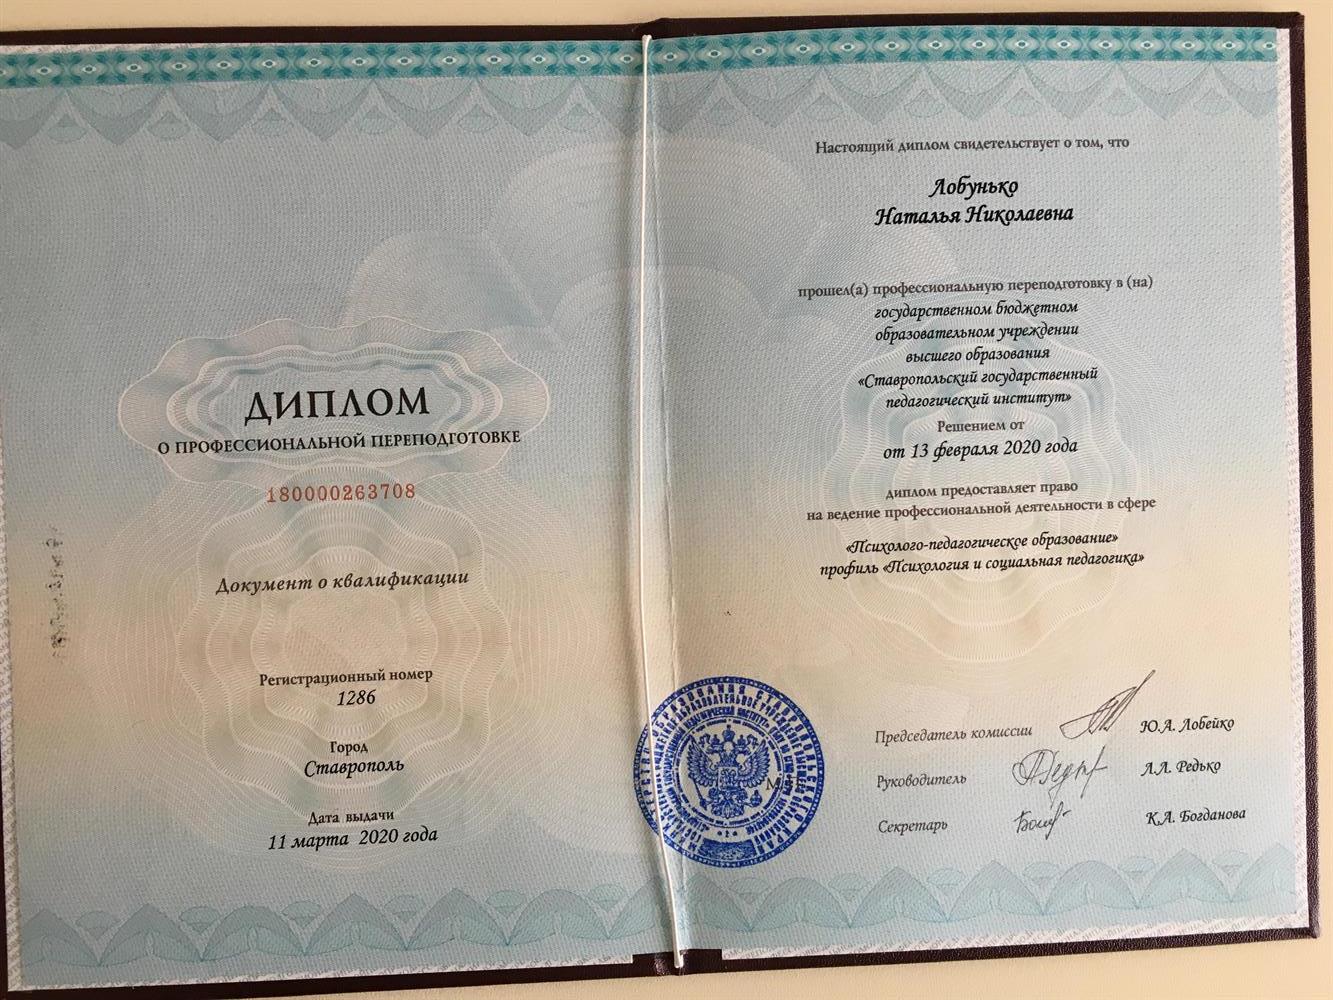 ДИПЛОМ
О ПРОФЕССИОНАЛЬНОЙ ПЕРЕПОДГОТОВКЕ
180000263708
Документ о квалификации
Регистрационный номер
1286
Город
Ставрополь
Дата выдачи
11 марта 2020 года
Настоящий диплом свидетельствует о том, что
Лобунько
Наталья Николаевна
прошел(а) профессиональную переподготовку в (на)
государственном бюджетном
образовательном учреждении
высшего образования
«Ставропольский государственный
педагогический институт»
Решением от
от 13 февраля 2020 года
диплом предоставляет право
на ведение профессиональной деятельности в сфере
«Психолого-педагогическое образование»
профиль «Психология и социальная педагогика»
Председатель комиссии Ю.А. Лобейко
Руководитель Л.Л. Редько
Секретарь К.А. Богданова